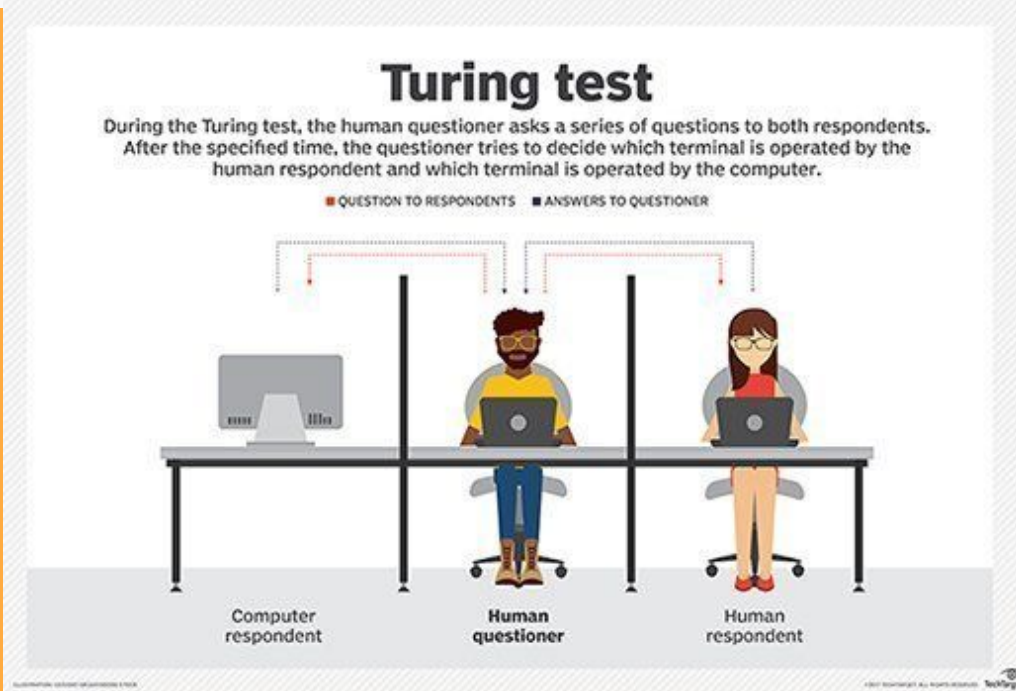 Turing test
During the Turing test, the human questioner asks a series of questions to both respondents.
After the specified time, the questioner tries to decide which terminal is operated by the
human respondent and which terminal is operated by the computer.
QUESTION TO RESPONDENTS ANSWERS TO QUESTIONER
Computer
respondent
Human
questioner
Human
respondent